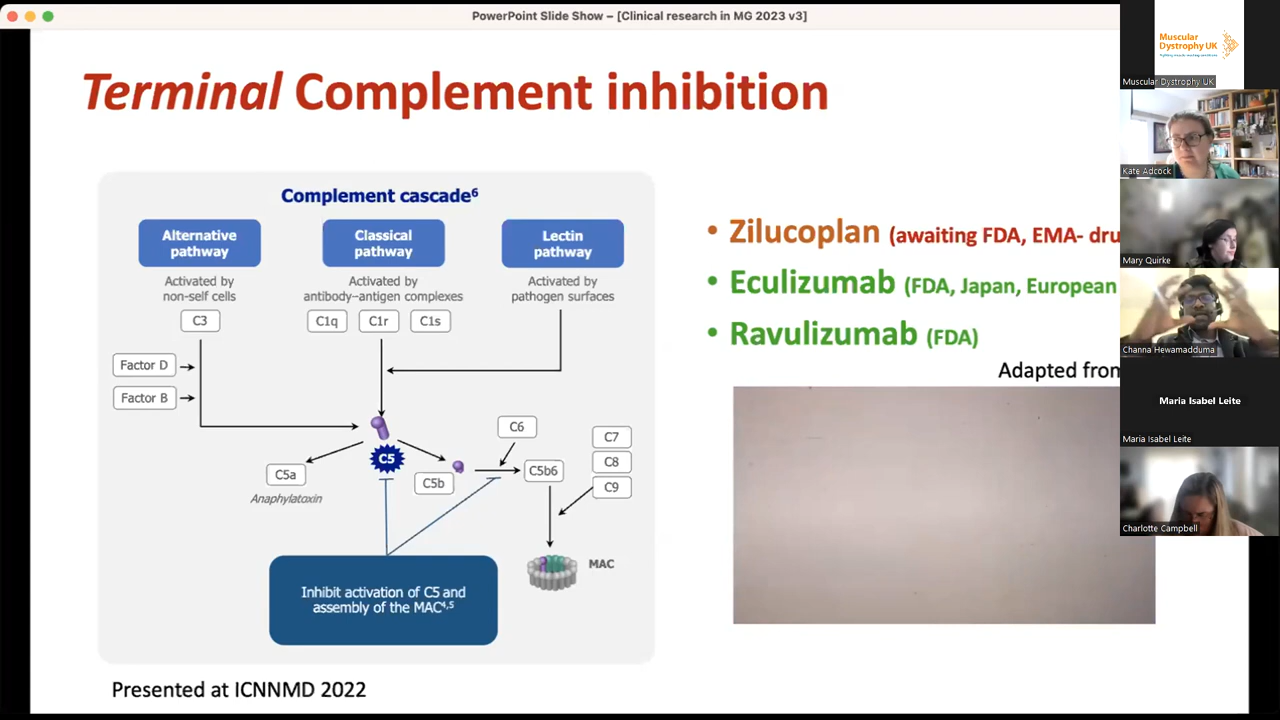 PowerPoint Slide Show – [Clinical research in MG 2023 v3]
Terminal Complement inhibition
Complement cascade⁶
Alternative
pathway
Classical
pathway
Lectin
pathway
Activated by
non-self cells
Activated by
antibody–antigen complexes
Activated by
pathogen surfaces
C3
C1q
C1r
C1s
Factor D
Factor B
C5
C5a
Anaphylatoxin
C5b
C6
C5b6
C7
C8
C9
MAC
Inhibit activation of C5 and
assembly of the MAC⁴,⁵
Presented at ICNNMD 2022
• Zilucoplan (awaiting FDA, EMA- dru
• Eculizumab (FDA, Japan, European
• Ravulizumab (FDA)
Adapted from
Muscular
Dystrophy UK
Muscular Dystrophy UK
Kate Adcock
Mary Quirke
Channa Hewamadduma
Maria Isabel Leite
Maria Isabel Leite
Charlotte Campbell